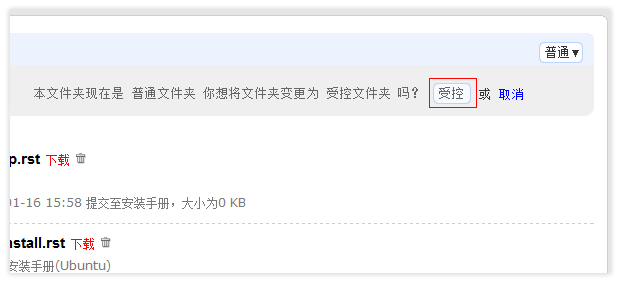 普通▼
本文件夹现在是 普通文件夹 你想将文件夹变更为 受控文件夹 吗? 受控 或 取消
p.rst 下载
01-16 15:58 提交至安装手册，大小为0 KB
nstall.rst 下载
安装手册(Ubuntu)